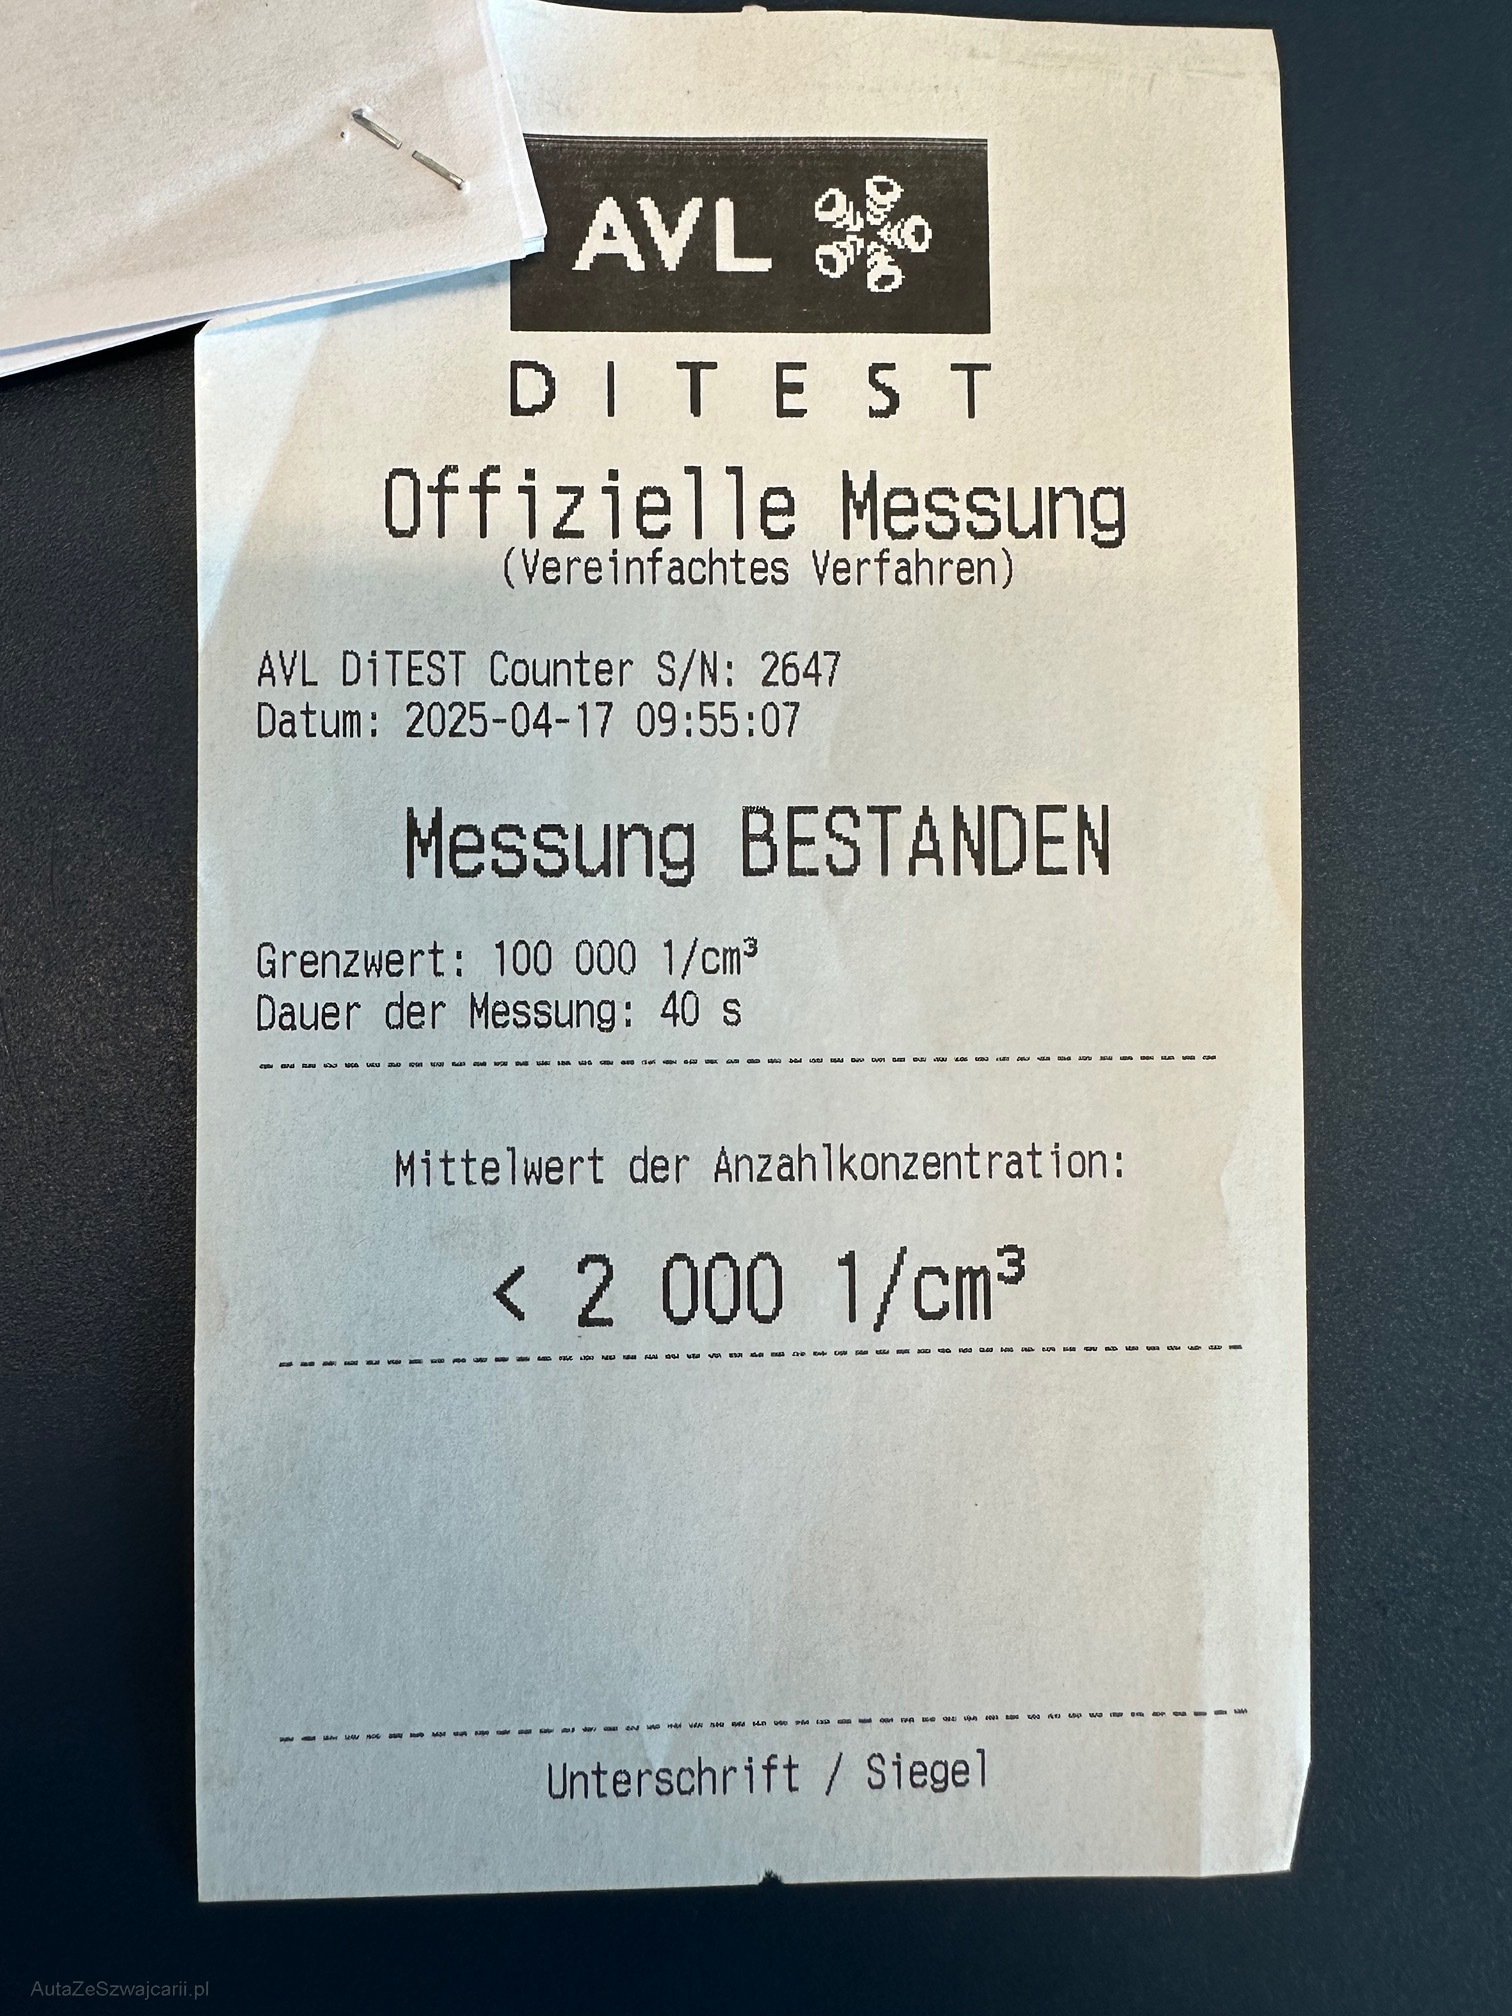 AVL
DITEST
Offizielle Messung
(Vereinfachtes Verfahren)
AVL DiTEST Counter S/N: 2647
Datum: 2025-04-17 09:55:07
Messung BESTANDEN
Grenzwert: 100 000 1/cm³
Dauer der Messung: 40 s
Mittelwert der Anzahlkonzentration:
< 2 000 1/cm³
Unterschrift / Siegel
AutaZeSzwajcarii.pl